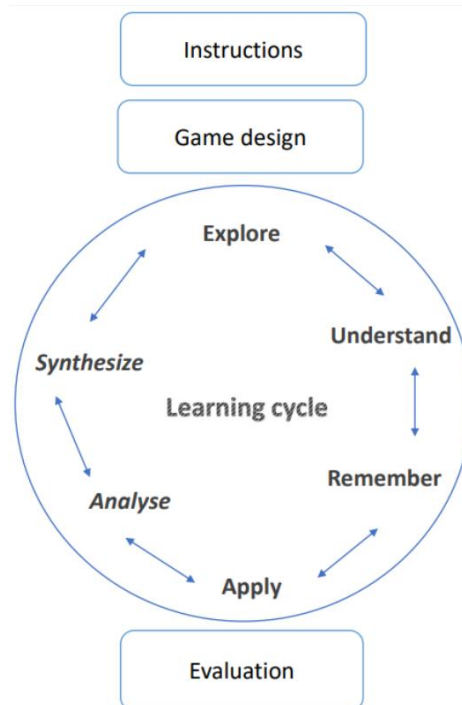 Instructions
Game design
Explore
Understand
Synthesize
Learning cycle
Remember
Analyse
Apply
Evaluation